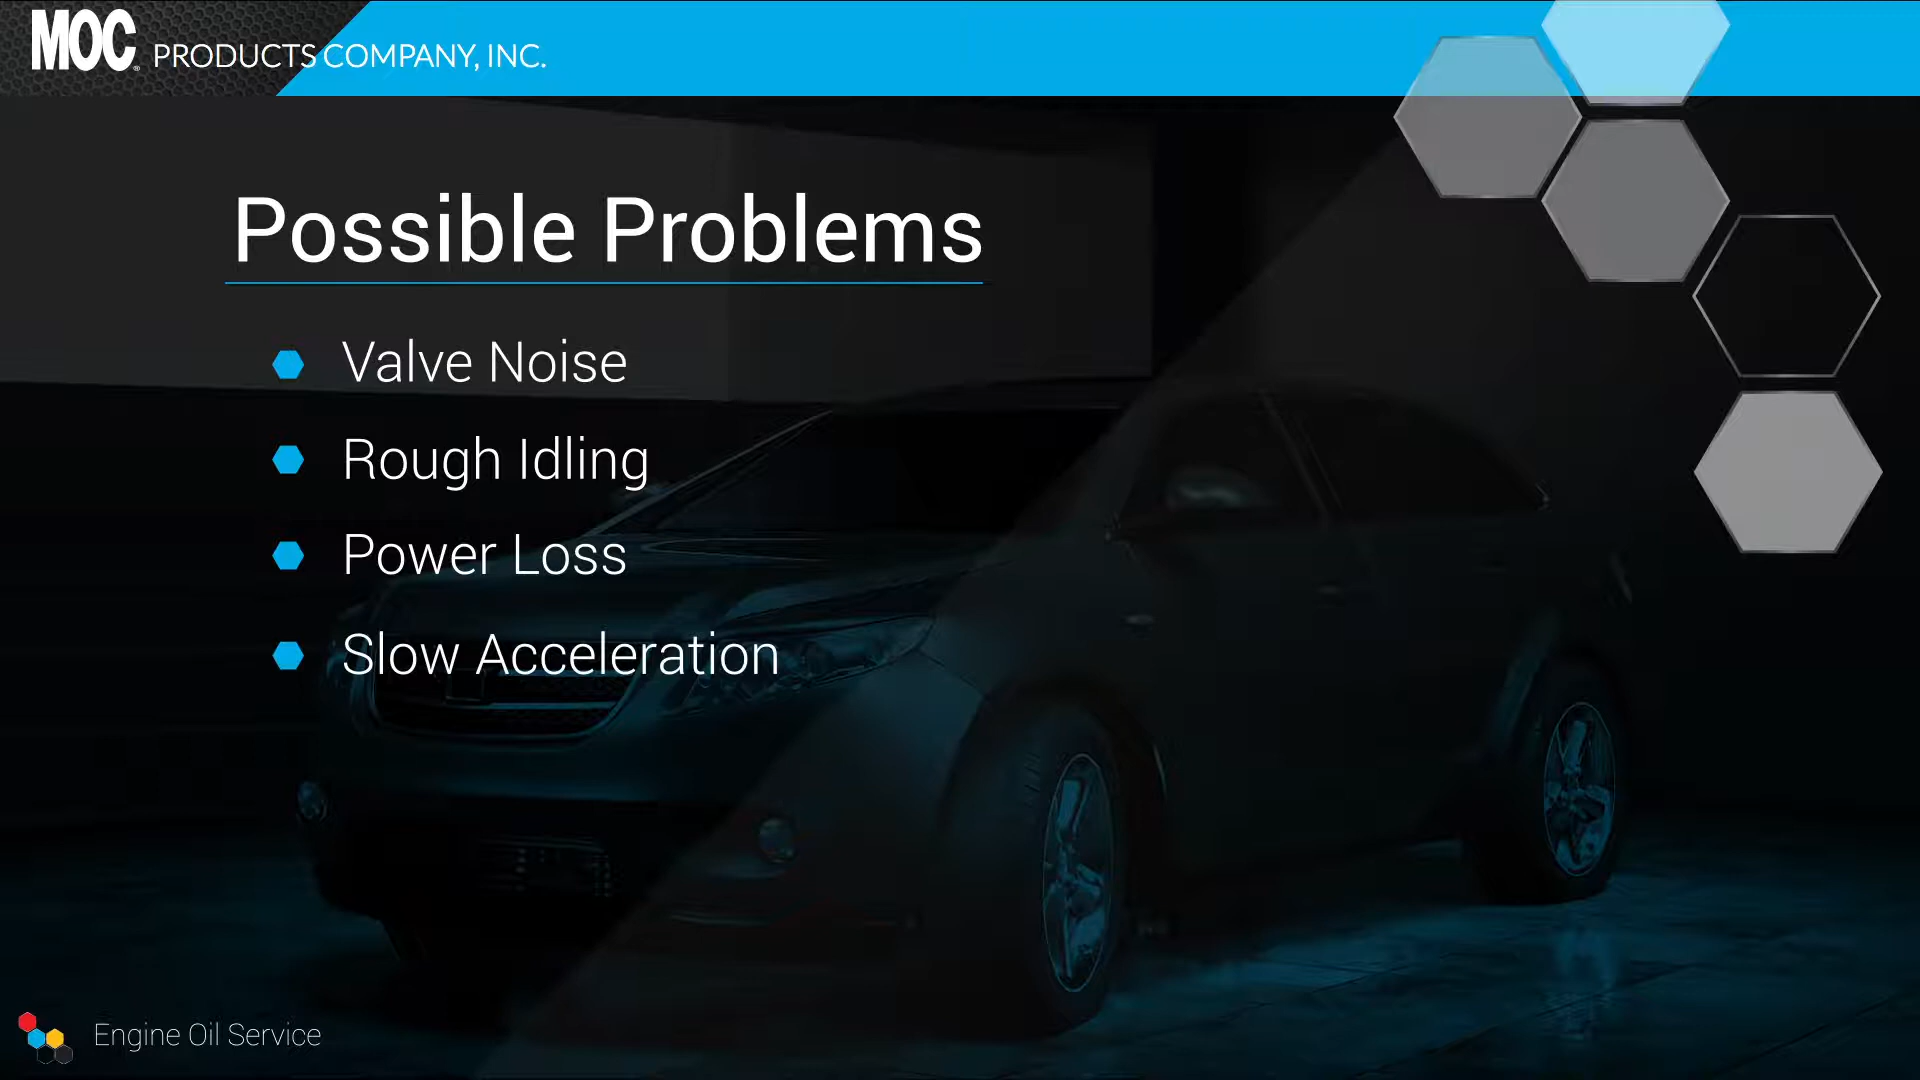 MOC® PRODUCTS COMPANY, INC.
Possible Problems
Valve Noise
Rough Idling
Power Loss
Slow Acceleration
Engine Oil Service